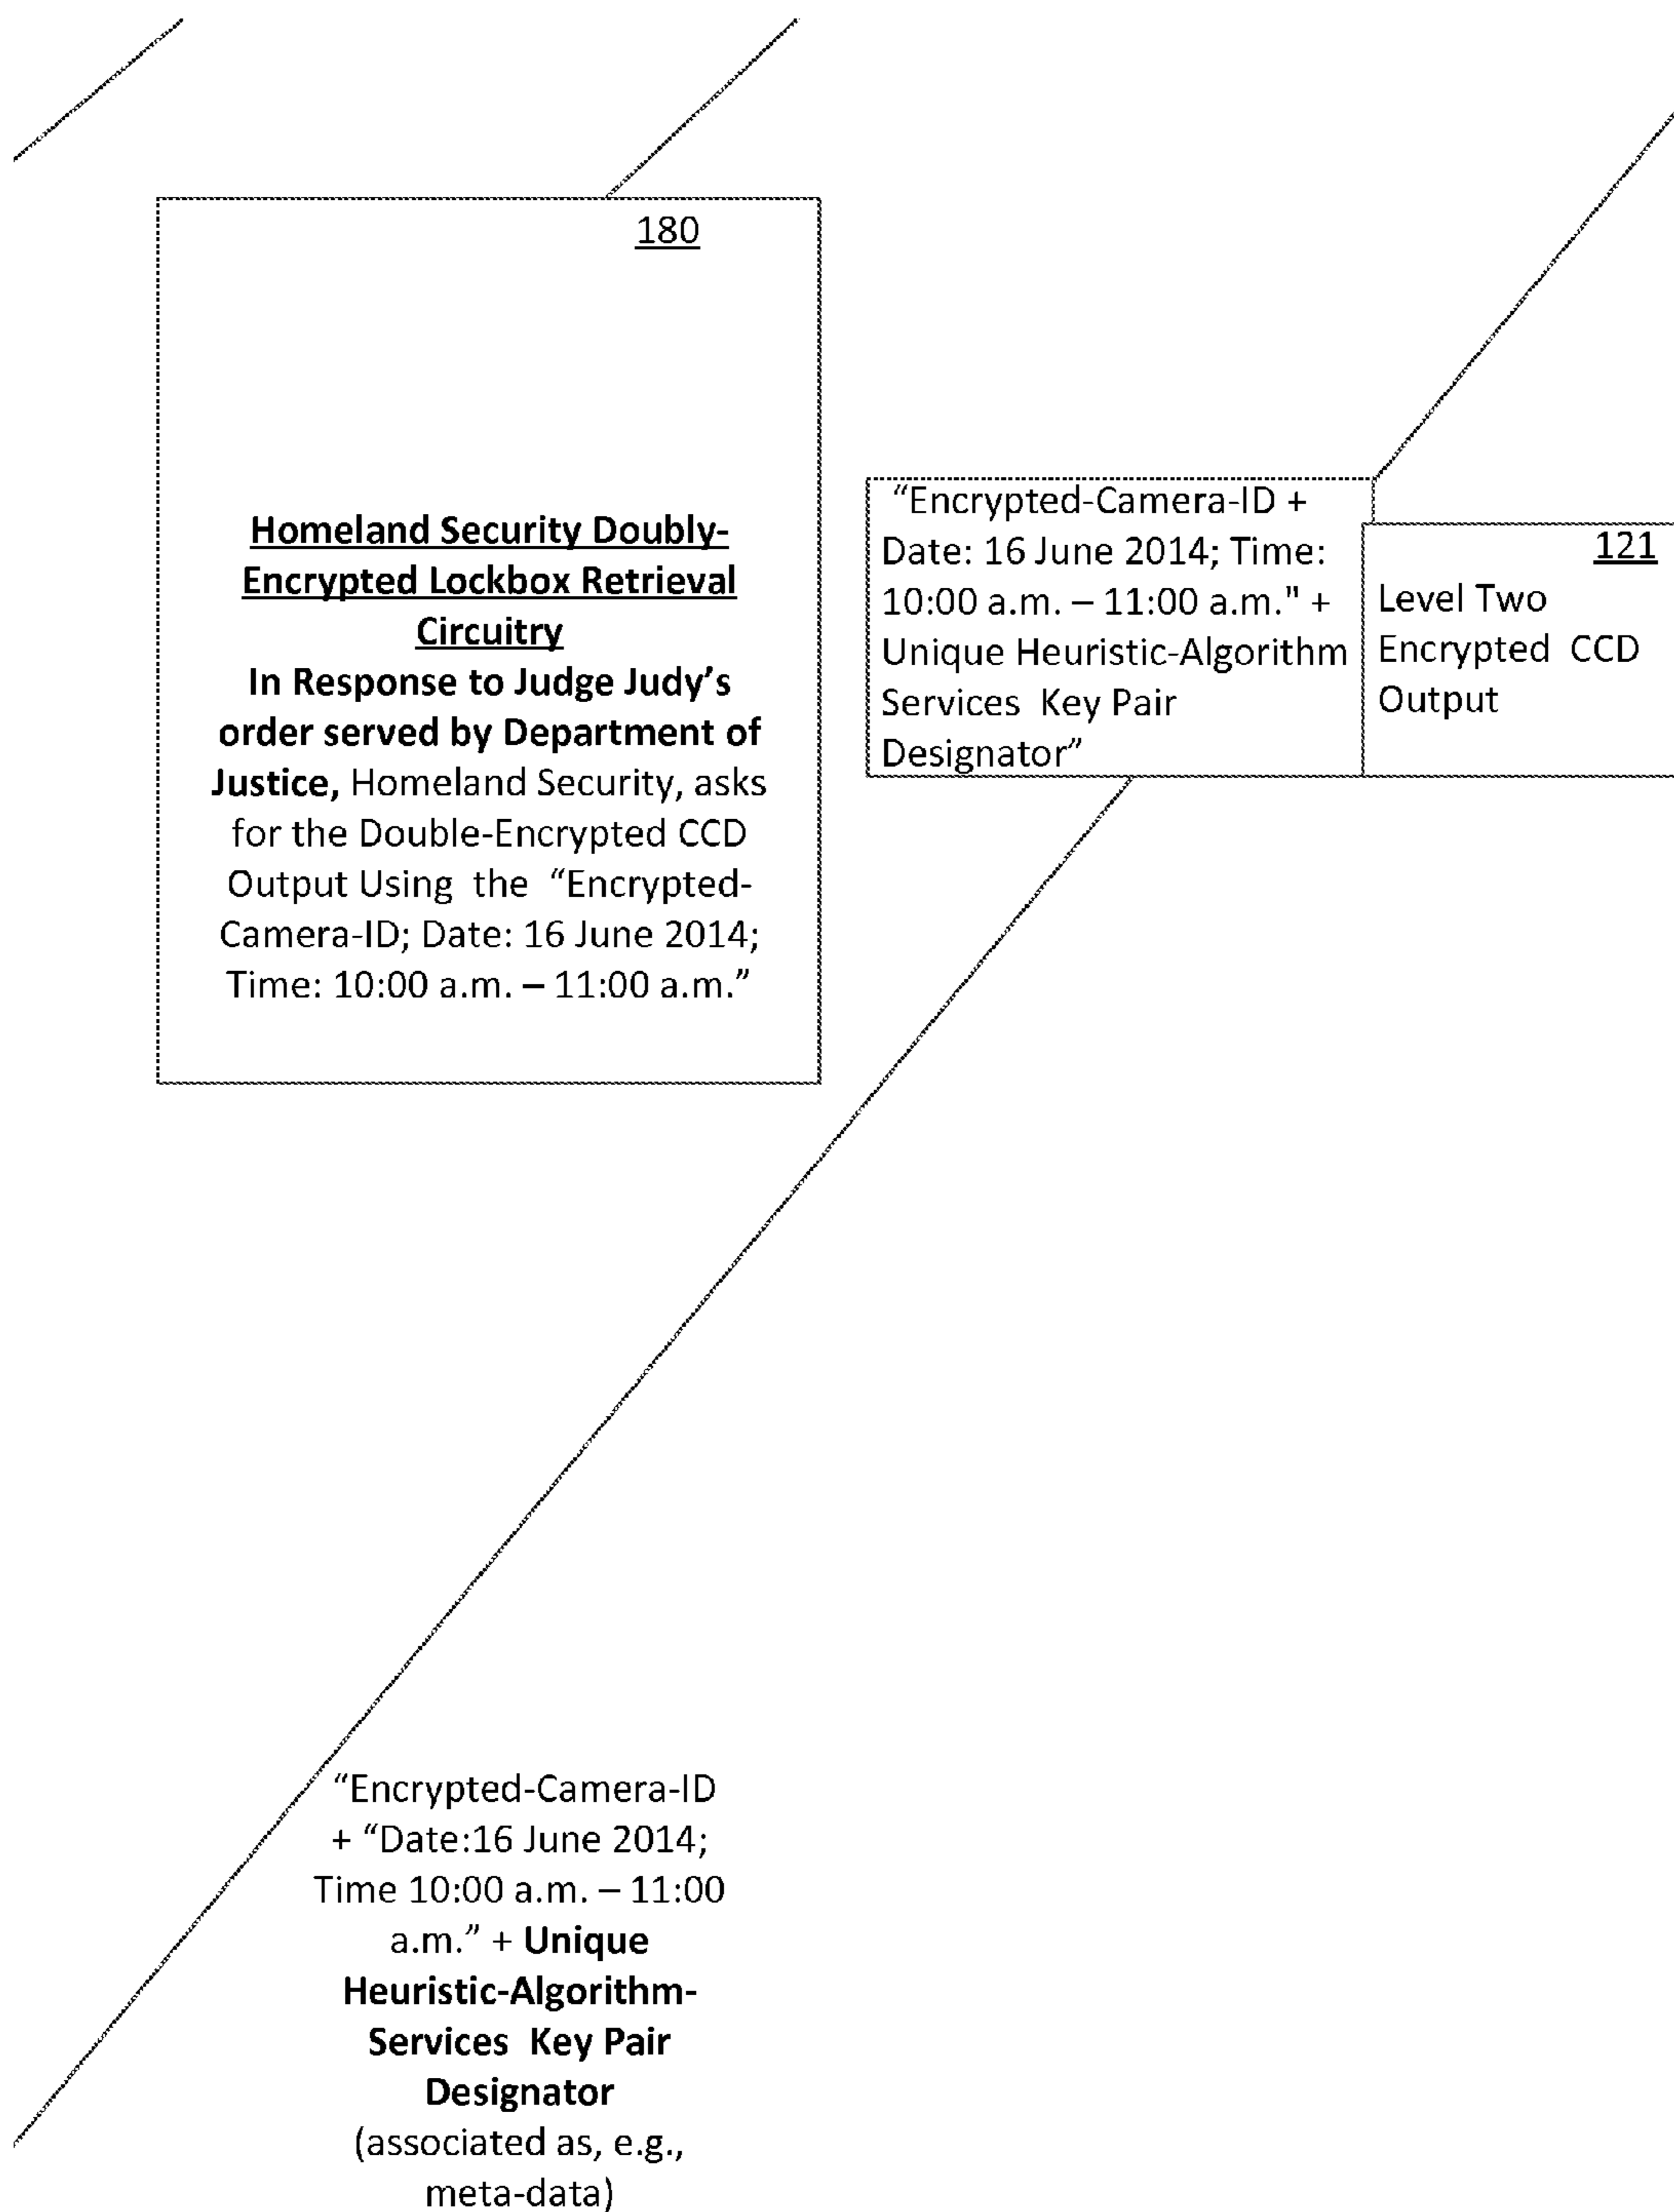 180
Homeland Security Doubly-
Encrypted Lockbox Retrieval
Circuitry
In Response to Judge Judy’s
order served by Department of
Justice, Homeland Security, asks
for the Double-Encrypted CCD
Output Using the “Encrypted-
Camera-ID; Date: 16 June 2014;
Time: 10:00 a.m. – 11:00 a.m.”
“Encrypted-Camera-ID +
Date: 16 June 2014; Time:
10:00 a.m. – 11:00 a.m." +
Unique Heuristic-Algorithm
Services Key Pair
Designator”
121
Level Two
Encrypted CCD
Output
“Encrypted-Camera-ID
+ “Date:16 June 2014;
Time 10:00 a.m. – 11:00
a.m.” + Unique
Heuristic-Algorithm-
Services Key Pair
Designator
(associated as, e.g.,
meta-data)